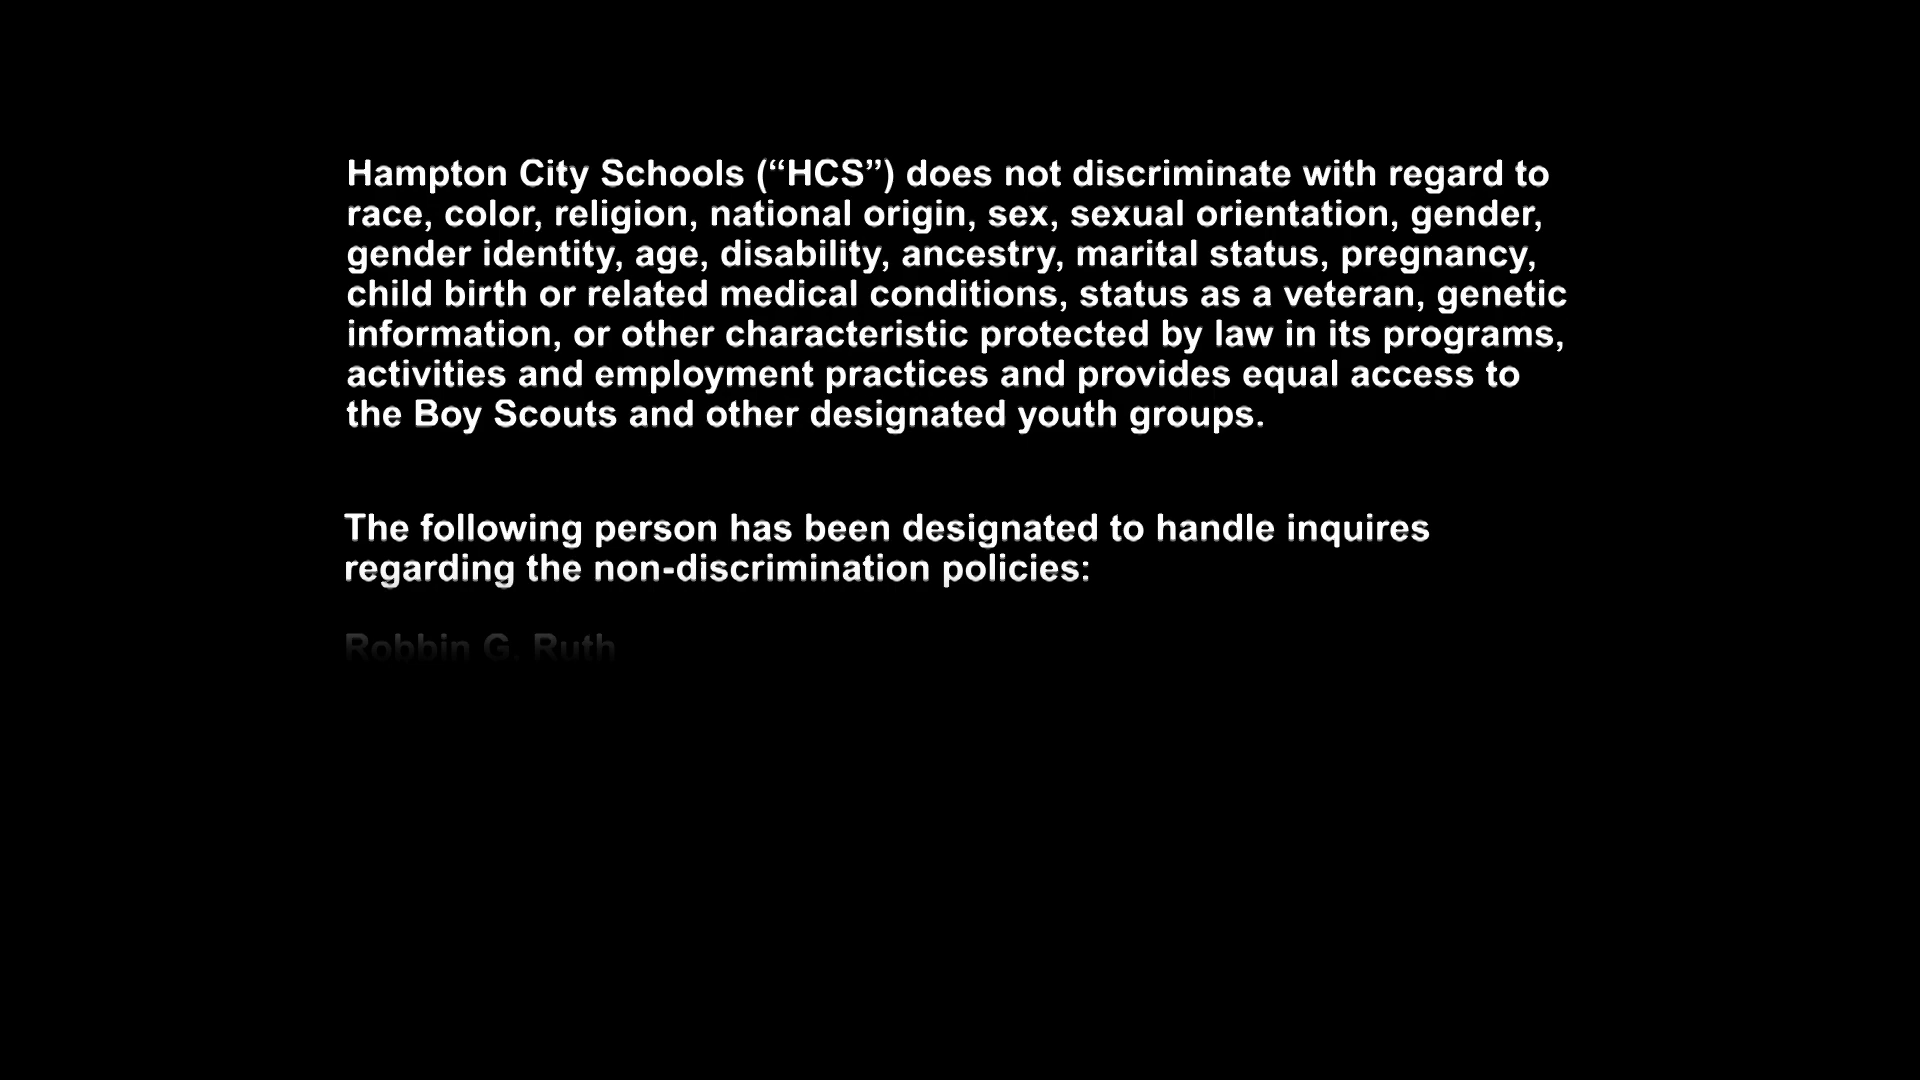 Hampton City Schools (“HCS”) does not discriminate with regard to
race, color, religion, national origin, sex, sexual orientation, gender,
gender identity, age, disability, ancestry, marital status, pregnancy,
child birth or related medical conditions, status as a veteran, genetic
information, or other characteristic protected by law in its programs,
activities and employment practices and provides equal access to
the Boy Scouts and other designated youth groups.
The following person has been designated to handle inquires
regarding the non-discrimination policies:
Robbin G. Ruth